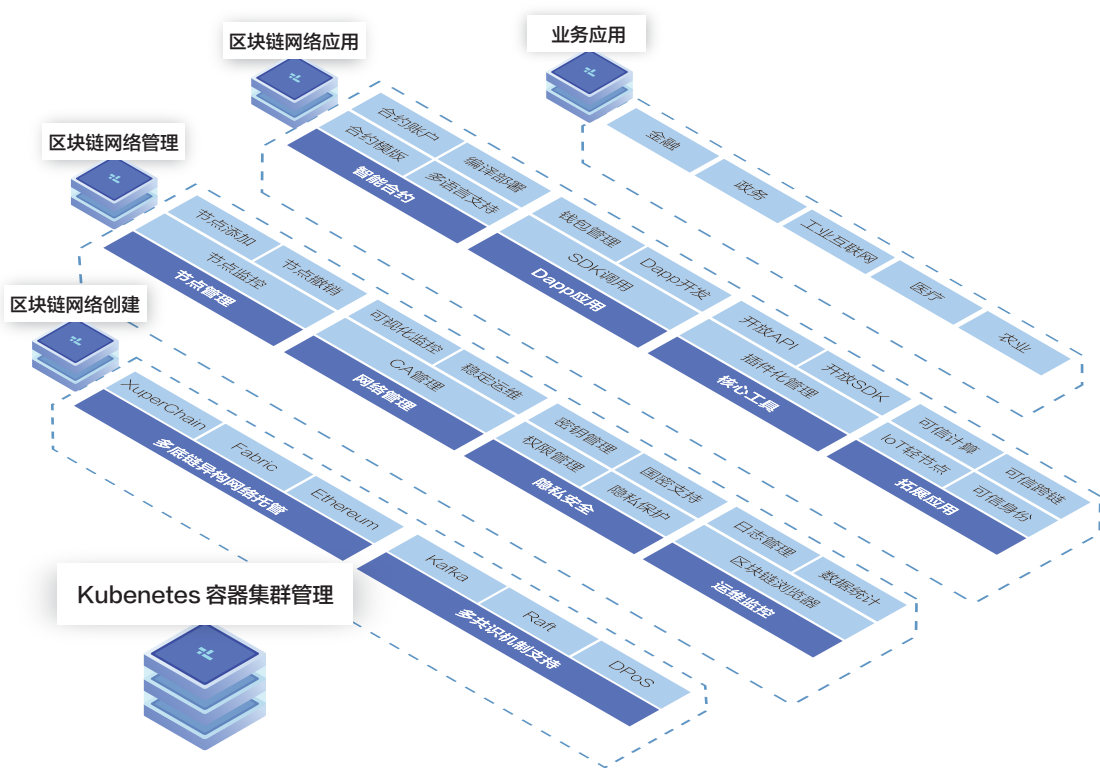 业务应用
金融
政务
工业互联网
医疗
农业
区块链网络应用
合约账户
编泽部署
合约模版
多语言支持
智能合约
钱包管理
Dapp开发
SDK调用
Dapp应用
开放API
开放SDK
插件化管理
核心工具
可信计算
可信跨链
IoT轻节点
可信身份
拓展应用
区块链网络管理
节点添加
节点撤销
节点监控
节点管理
可视化监控
稳定运维
CA管理
网络管理
密钥管理
国密支持
权限管理
隐私保护
隐私安全
日志管理
数据统计
区块链浏览器
运维监控
区块链网络创建
XuperChain
Fabric
Ethereum
多底链异构网络托管
Kafka
Raft
DPoS
多共识机制支持
Kubenetes 容器集群管理